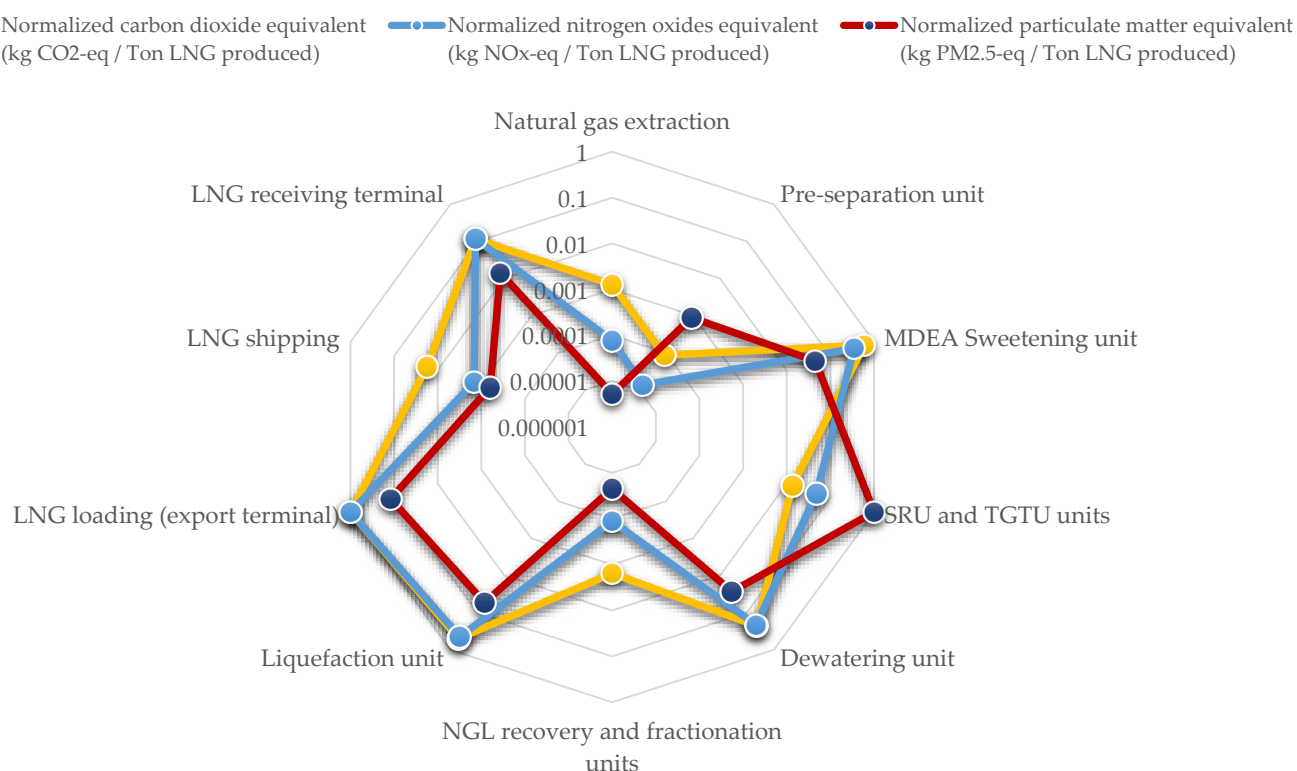 Normalized carbon dioxide equivalent
(kg CO2-eq / Ton LNG produced)
Normalized nitrogen oxides equivalent
(kg NOx-eq / Ton LNG produced)
Normalized particulate matter equivalent
(kg PM2.5-eq / Ton LNG produced)
Natural gas extraction
1
LNG receiving terminal
Pre-separation unit
0.1
0.01
0.001
0.0001
LNG shipping
MDEA Sweetening unit
0.00001
0.000001
LNG loading (export terminal)
SRU and TGTU units
Liquefaction unit
Dewatering unit
NGL recovery and fractionation
units